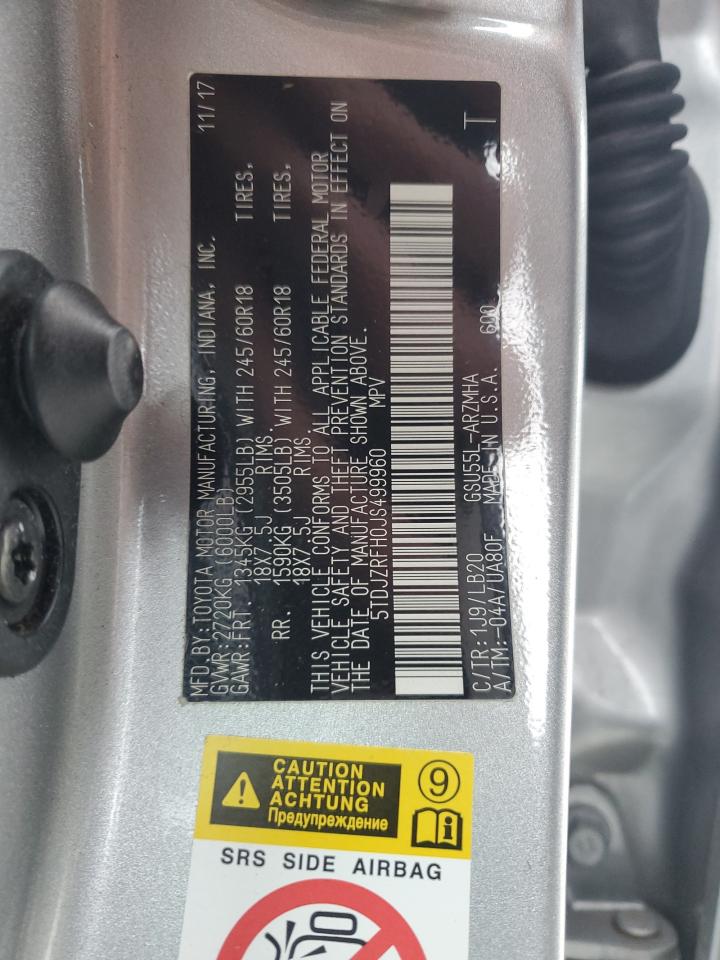 MFD.BY:TOYOTA MOTOR MANUFACTURING, INDIANA, INC. 11/17
GVWR:2720KG (6000LB)
GAWR:FRT. 1345KG (2955LB) WITH 245/60R18 TIRES,
18X7.5J RIMS.
RR. 1590KG (3505LB) WITH 245/60R18 TIRES,
18X7.5J RIMS.
THIS VEHICLE CONFORMS TO ALL APPLICABLE FEDERAL MOTOR
VEHICLE SAFETY AND THEFT PREVENTION STANDARDS IN EFFECT ON
THE DATE OF MANUFACTURE SHOWN ABOVE.
5TDJZRFH0JS499960 MPV
T
C/TR:1J9/LB20 GSU55L-ARZMHA
A/TM:-04A/UA80F MADE IN U.S.A.
CAUTION
ATTENTION
ACHTUNG
Предупреждение
9
i
SRS SIDE AIRBAG